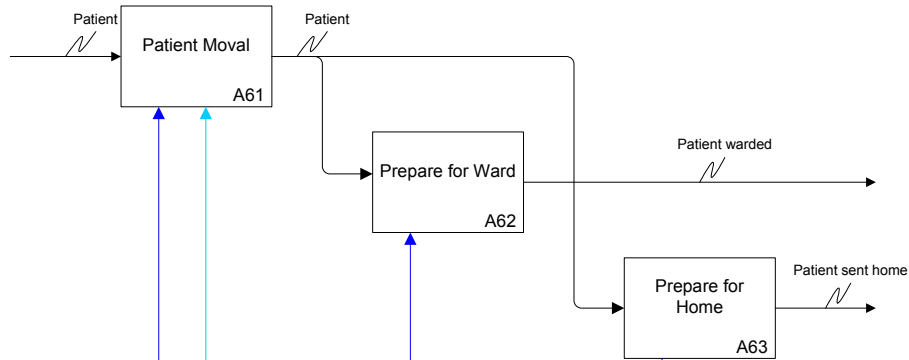 Patient
Patient
Patient Moval
A61
Patient warded
Prepare for Ward
A62
Patient sent home
Prepare for
Home
A63